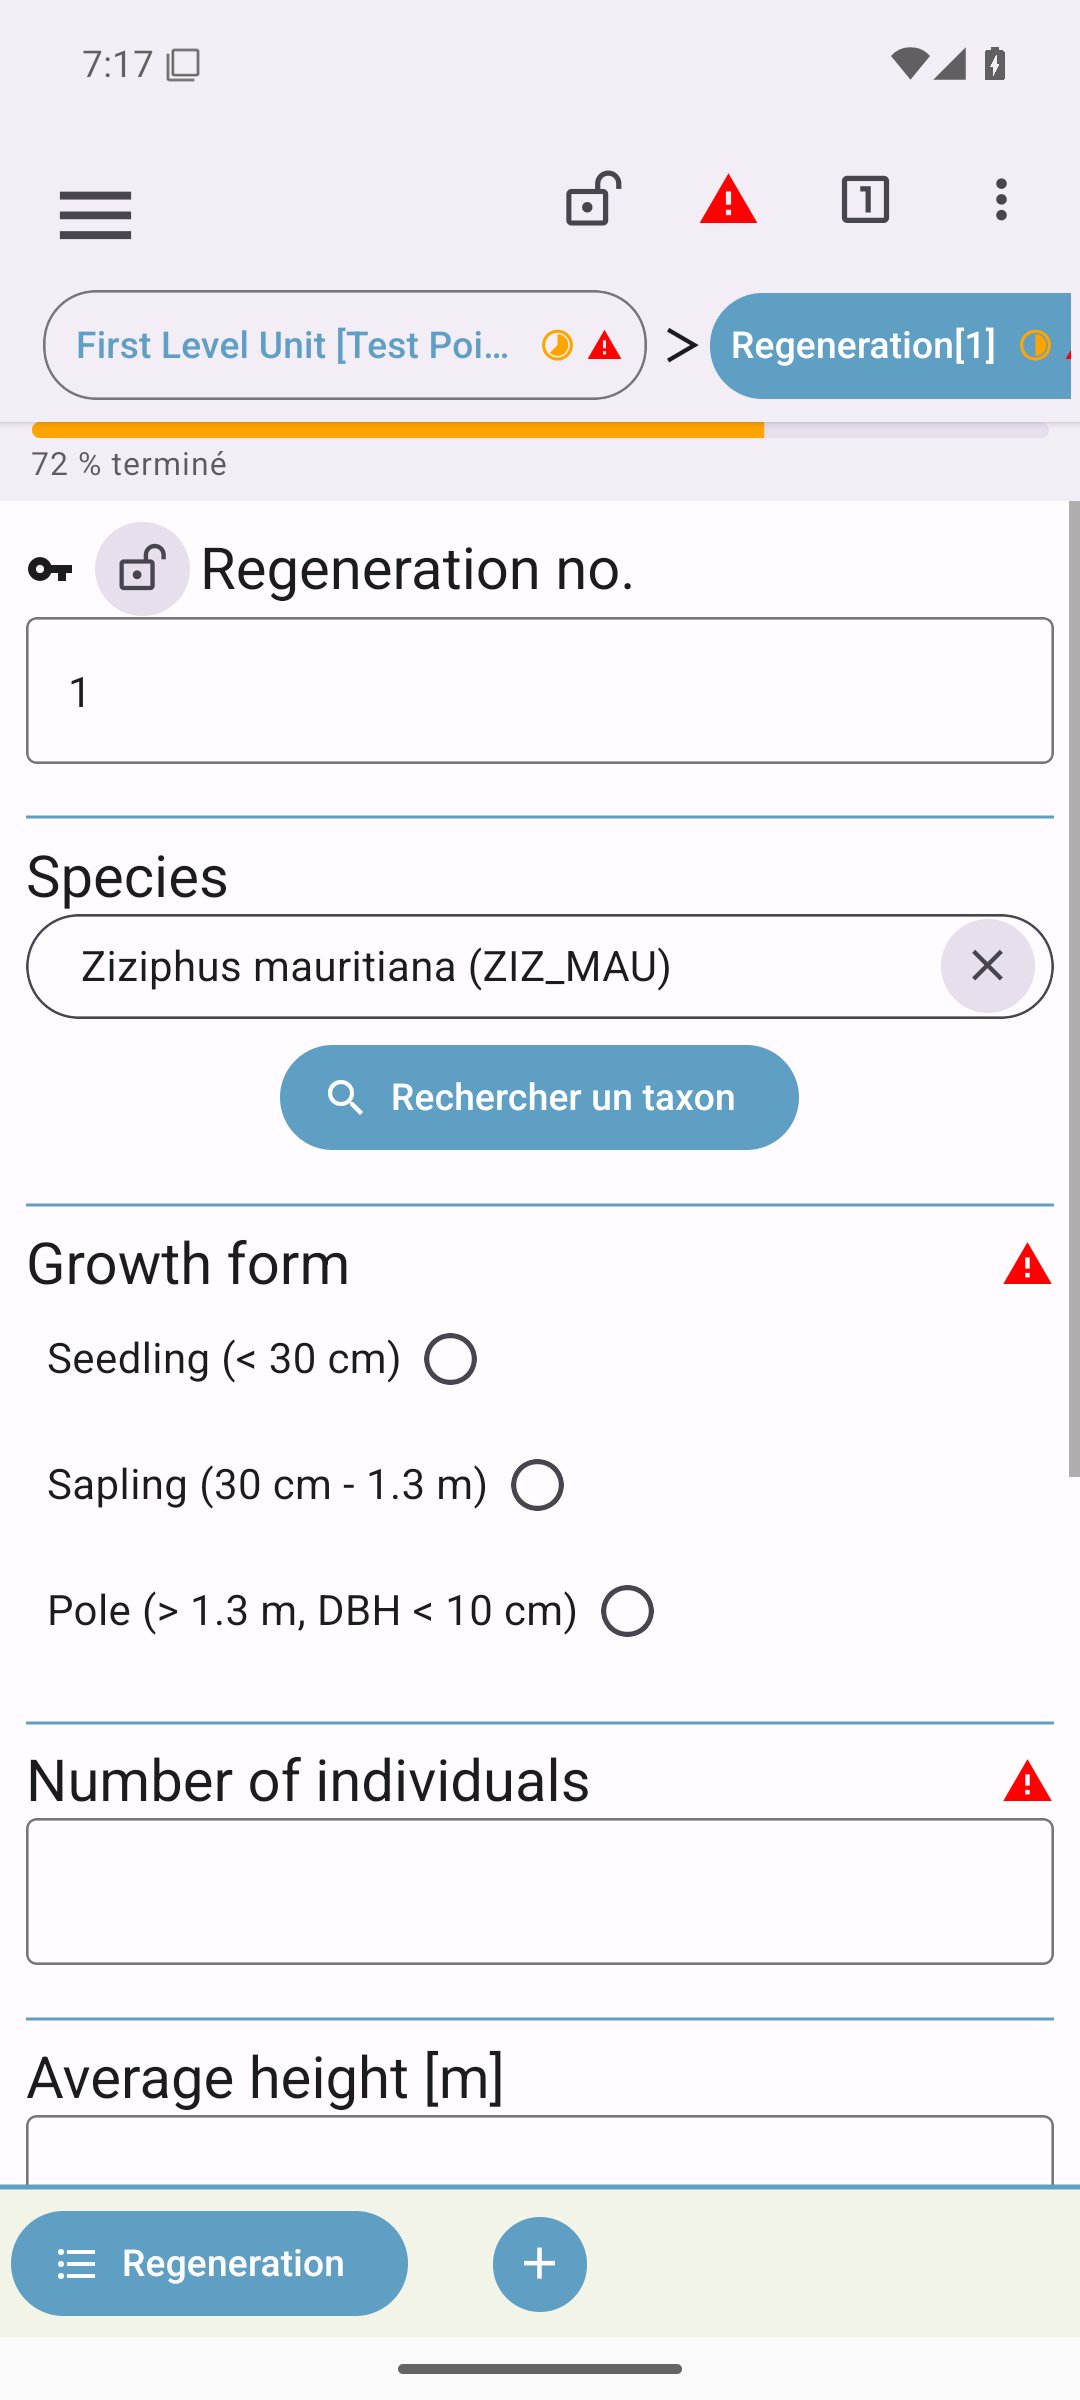 7:17
1
First Level Unit [Test Poi...
>
Regeneration[1]
72 % terminé
Regeneration no.
1
Species
Ziziphus mauritiana (ZIZ_MAU)
Rechercher un taxon
Growth form
Seedling (< 30 cm)
Sapling (30 cm - 1.3 m)
Pole (> 1.3 m, DBH < 10 cm)
Number of individuals
Average height [m]
Regeneration